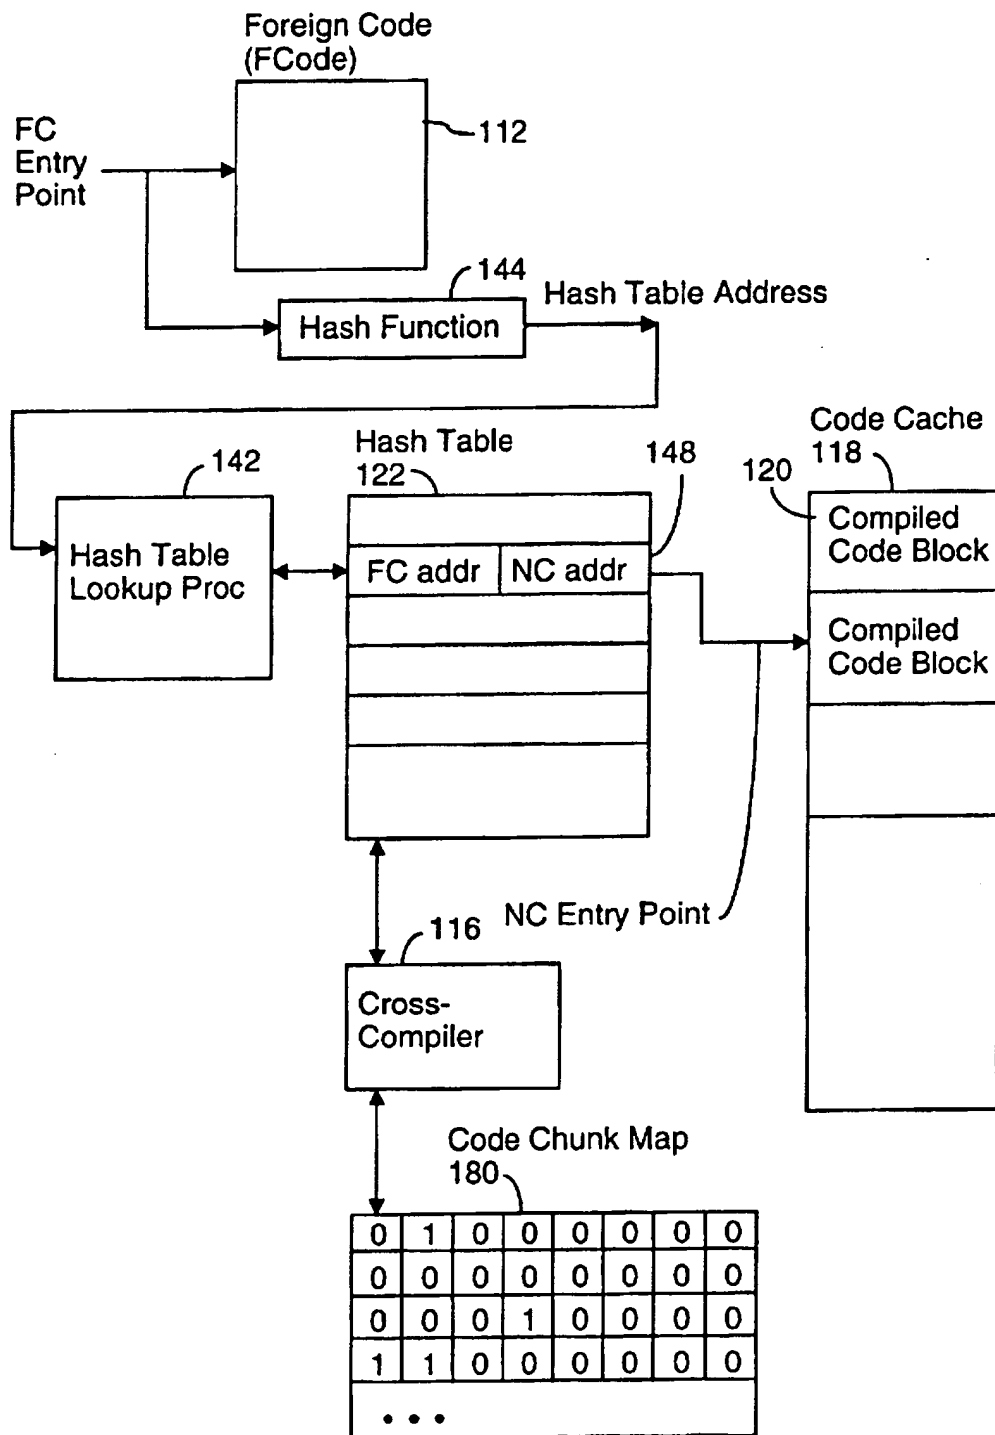 Foreign Code
(FCode)
FC
Entry
Point
112
144
Hash Function
Hash Table Address
Hash Table
122
148
Code Cache
118
120
142
Hash Table
Lookup Proc
FC addr NC addr
Compiled
Code Block
Compiled
Code Block
NC Entry Point
116
Cross-
Compiler
Code Chunk Map
180
0 1 0 0 0 0 0 0
0 0 0 0 0 0 0 0
0 0 0 1 0 0 0 0
1 1 0 0 0 0 0 0
• • •